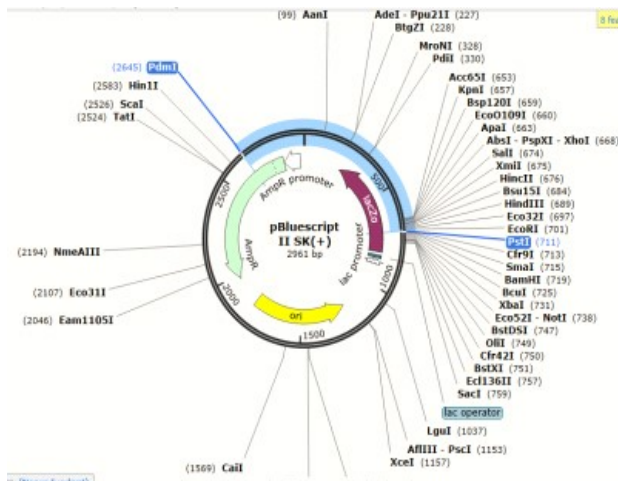 (99) AanI
AdeI - Ppu21I (227)
BtgZI (228)
MroNI (328)
PdiI (330)
8 fea
(2645) PdmI
(2583) Hin1I
(2526) ScaI
(2524) TatI
Acc65I (653)
KpnI (657)
Bsp120I (659)
EcoO109I (660)
ApaI (663)
AbsI - PspXI - XhoI (668)
SalI (674)
XmiI (675)
HincII (676)
Bsu15I (684)
HindIII (689)
Eco32I (697)
EcoRI (701)
PstI (711)
Cfr9I (713)
SmaI (715)
BamHI (719)
BcuI (725)
XbaI (731)
Eco52I - NotI (738)
BstDSI (747)
OliI (749)
Cfr42I (750)
BstXI (751)
Ecl136II (757)
SacI (759)
lac operator
LguI (1037)
AflIII - PscI (1153)
XceI (1157)
(2194) NmeAIII
(2107) Eco31I
(2046) Eam1105I
(1569) CaiI
AmpR promoter
500
lacZα
2500
pBluescript
II SK(+)
2961 bp
lac promoter
AmpR
1000
2000
ori
1500